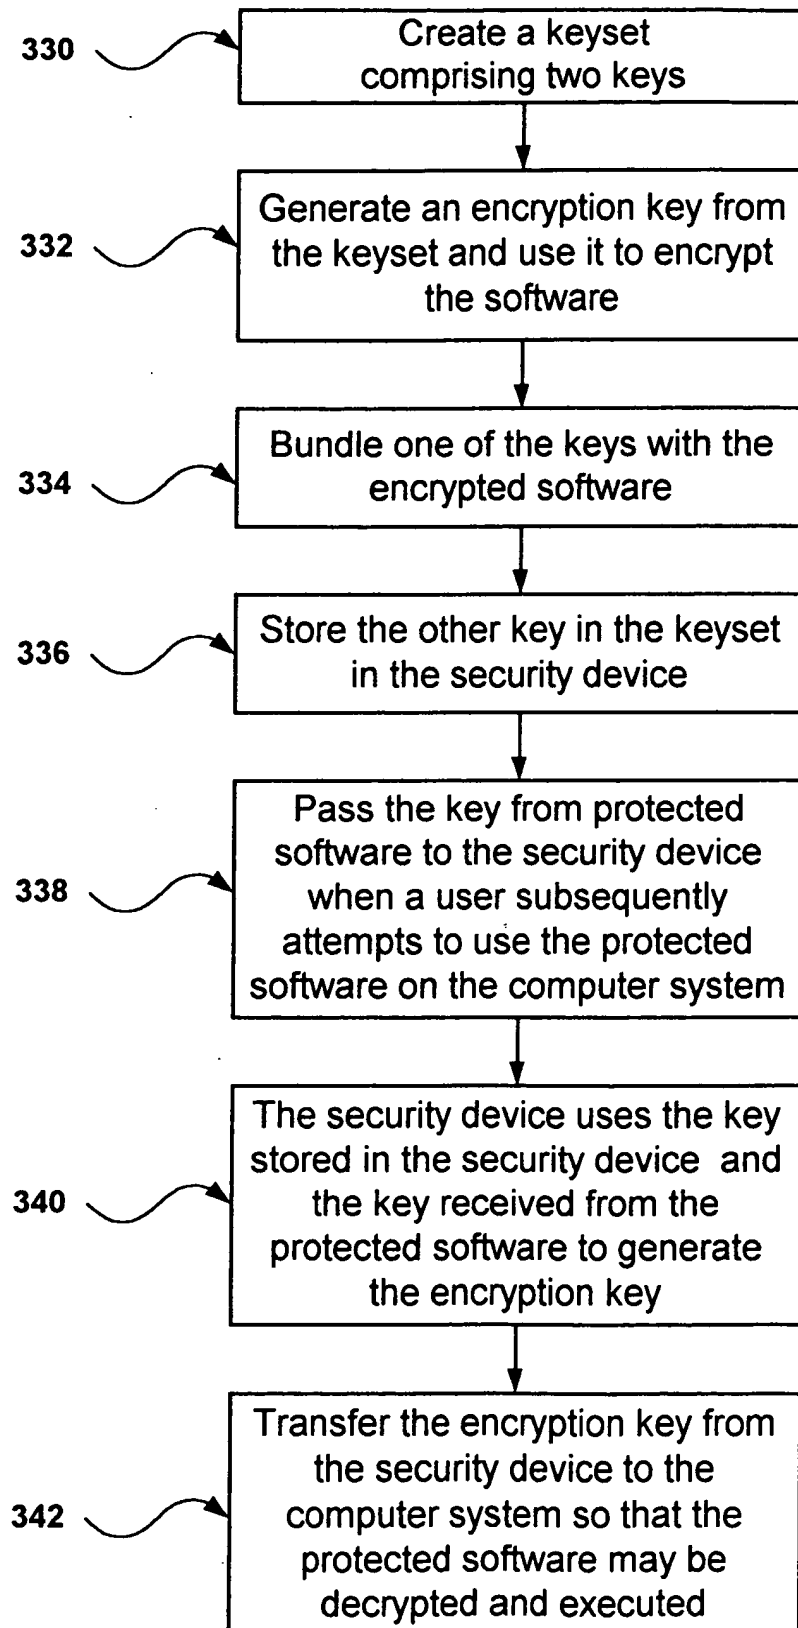 330
Create a keyset
comprising two keys
332
Generate an encryption key from
the keyset and use it to encrypt
the software
334
Bundle one of the keys with the
encrypted software
336
Store the other key in the keyset
in the security device
338
Pass the key from protected
software to the security device
when a user subsequently
attempts to use the protected
software on the computer system
340
The security device uses the key
stored in the security device and
the key received from the
protected software to generate
the encryption key
342
Transfer the encryption key from
the security device to the
computer system so that the
protected software may be
decrypted and executed